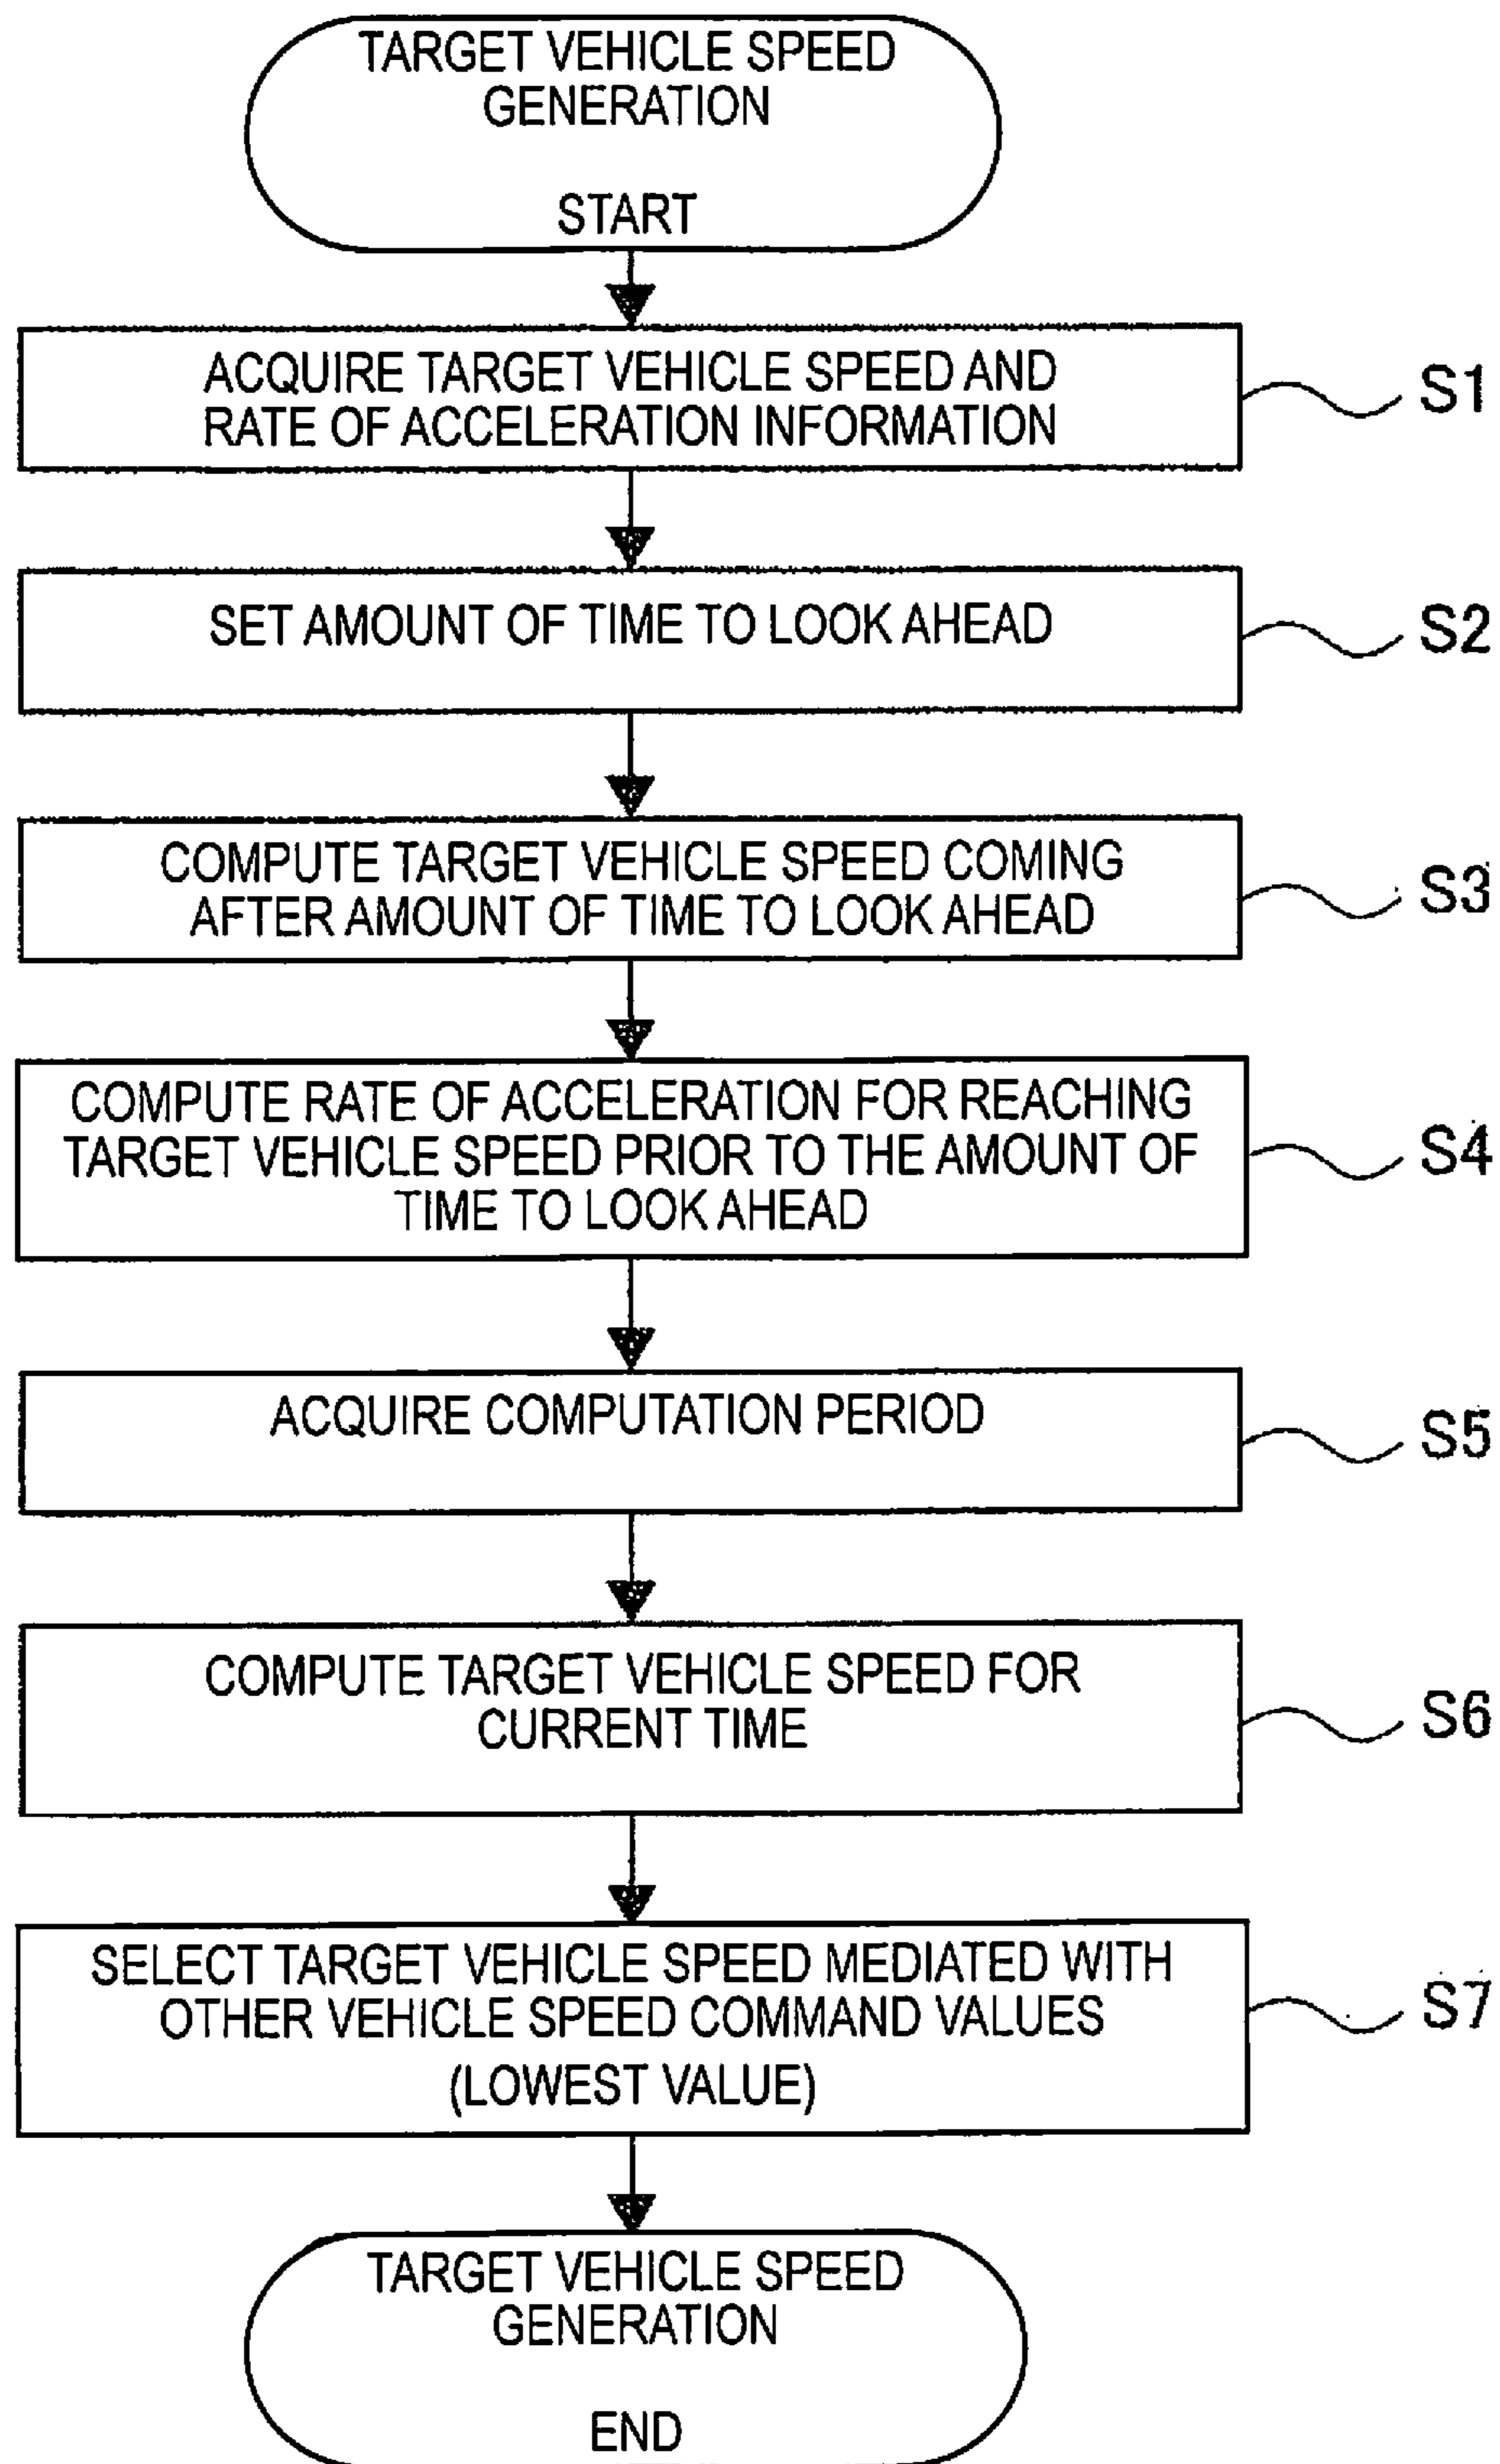 TARGET VEHICLE SPEED
GENERATION
START
ACQUIRE TARGET VEHICLE SPEED AND
RATE OF ACCELERATION INFORMATION
S1
SET AMOUNT OF TIME TO LOOK AHEAD
S2
COMPUTE TARGET VEHICLE SPEED COMING
AFTER AMOUNT OF TIME TO LOOK AHEAD
S3
COMPUTE RATE OF ACCELERATION FOR REACHING
TARGET VEHICLE SPEED PRIOR TO THE AMOUNT OF
TIME TO LOOK AHEAD
S4
ACQUIRE COMPUTATION PERIOD
S5
COMPUTE TARGET VEHICLE SPEED FOR
CURRENT TIME
S6
SELECT TARGET VEHICLE SPEED MEDIATED WITH
OTHER VEHICLE SPEED COMMAND VALUES
(LOWEST VALUE)
S7
TARGET VEHICLE SPEED
GENERATION
END